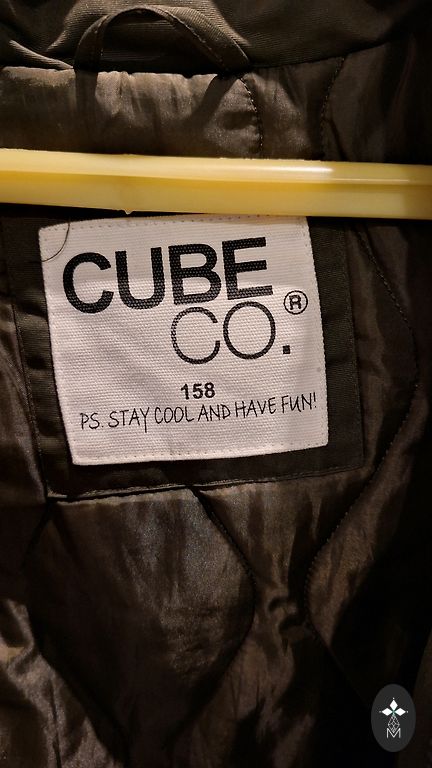 CUBE
CO.®
158
PS. STAY COOL AND HAVE FUN!